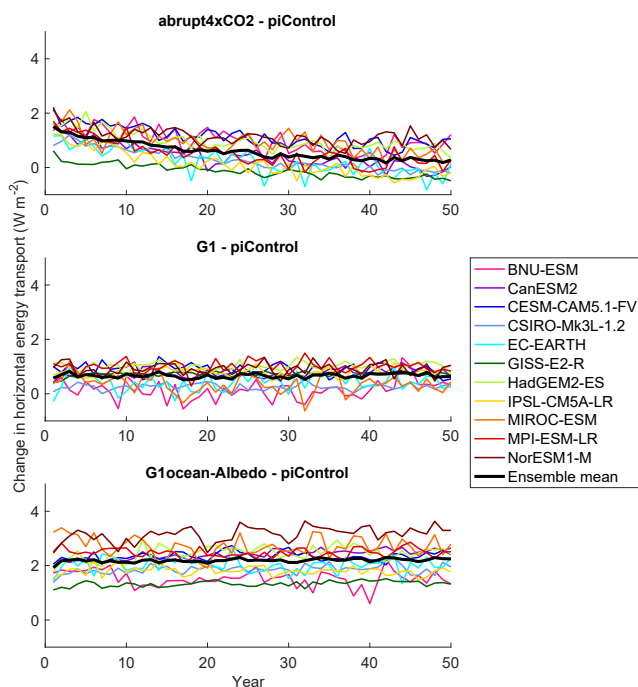 abrupt4xCO2 - piControl
4
2
0
0
10
20
30
40
50
Change in horizontal energy transport (W m-2)
G1 - piControl
4
2
0
0
10
20
30
40
50
BNU-ESM
CanESM2
CESM-CAM5.1-FV
CSIRO-Mk3L-1.2
EC-EARTH
GISS-E2-R
HadGEM2-ES
IPSL-CM5A-LR
MIROC-ESM
MPI-ESM-LR
NorESM1-M
Ensemble mean
G1ocean-Albedo - piControl
4
2
0
0
10
20
30
40
50
Year